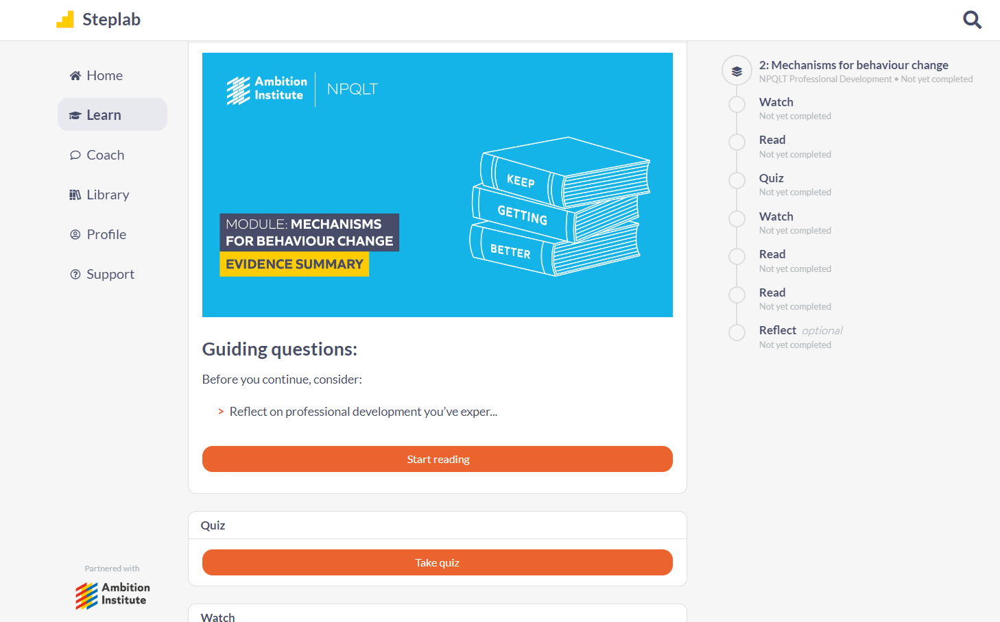 Steplab
Home
Learn
Coach
Library
Profile
Support
Partnered with
Ambition
Institute
Ambition
Institute
NPQLT
KEEP
GETTING
BETTER
MODULE: MECHANISMS
FOR BEHAVIOUR CHANGE
EVIDENCE SUMMARY
Guiding questions:
Before you continue, consider:
> Reflect on professional development you’ve exper...
Start reading
Quiz
Take quiz
Watch
2: Mechanisms for behaviour change
NPQLT Professional Development • Not yet completed
Watch
Not yet completed
Read
Not yet completed
Quiz
Not yet completed
Watch
Not yet completed
Read
Not yet completed
Read
Not yet completed
Reflect optional
Not yet completed